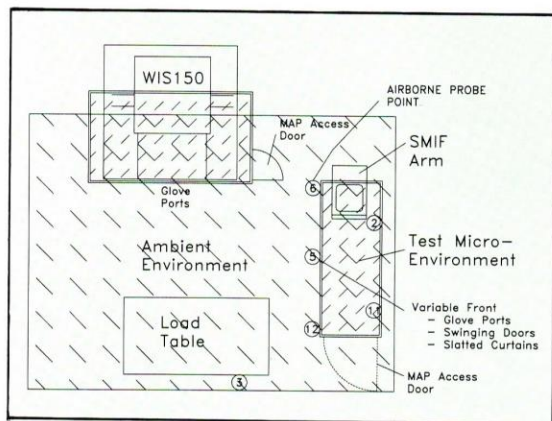 WIS150
AIRBORNE PROBE
POINT
MAP Access
Door
SMIF
Arm
Glove
Ports
6
2
Ambient
Environment
5
Test Micro-
Environment
Load
Table
Variable Front
- Glove Ports
- Swinging Doors
- Slatted Curtains
11
12
3
MAP Access
Door